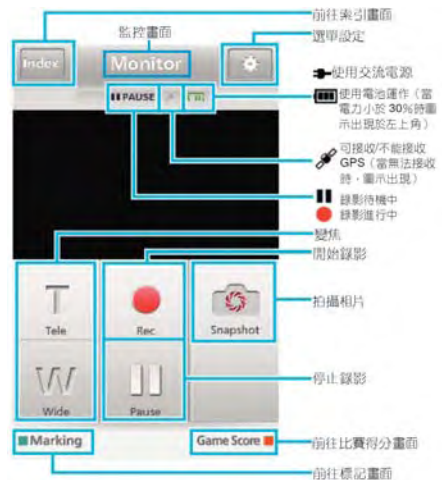 前往索引畫面
監控畫面
選單設定
Index
Monitor
使用交流電源
PAUSE
使用電池運作（當
電力小於 30%時圖
示出現於左上角）
可接收/不能接收
GPS（當無法接收
時，圖示出現）
錄影待機中
錄影進行中
變焦
開始錄影
T
Tele
Rec
Snapshot
拍攝相片
W
Wide
Pause
停止錄影
Marking
Game Score
前往比賽得分畫面
前往標記畫面